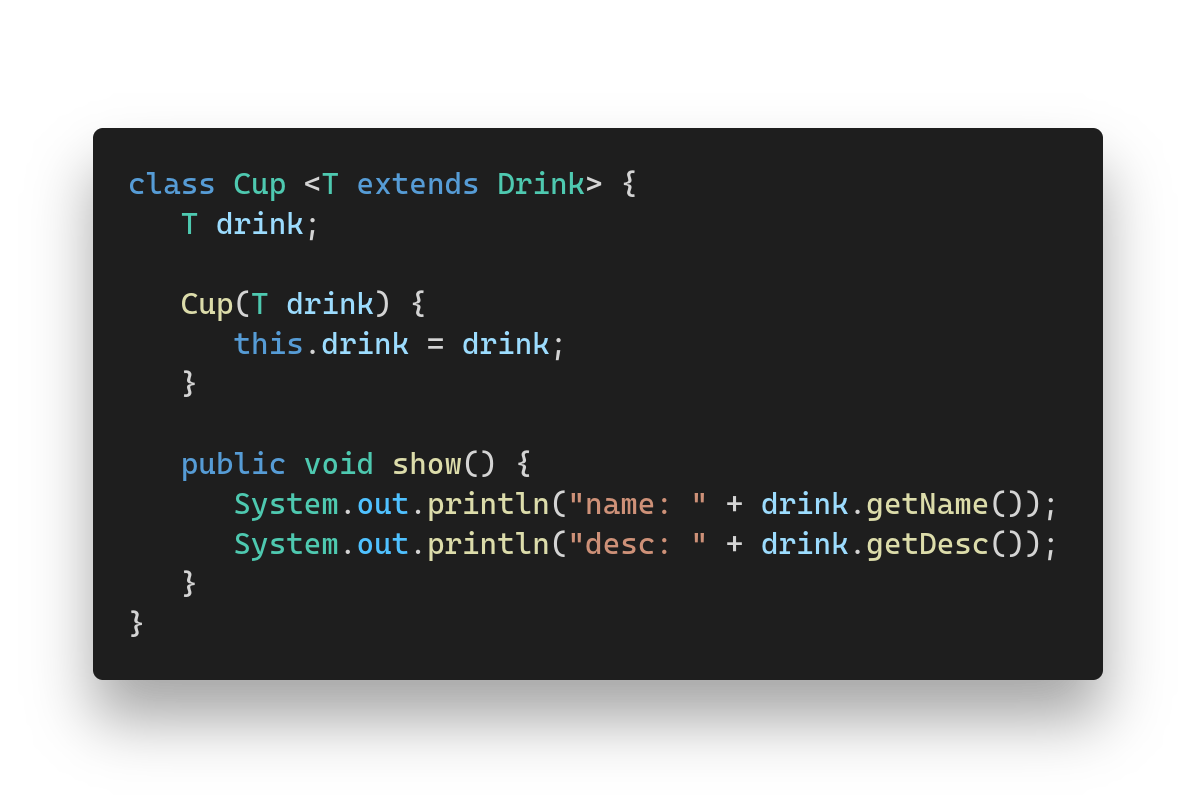 class Cup <T extends Drink> {
   T drink;

   Cup(T drink) {
      this.drink = drink;
   }

   public void show() {
      System.out.println("name: " + drink.getName());
      System.out.println("desc: " + drink.getDesc());
   }
}